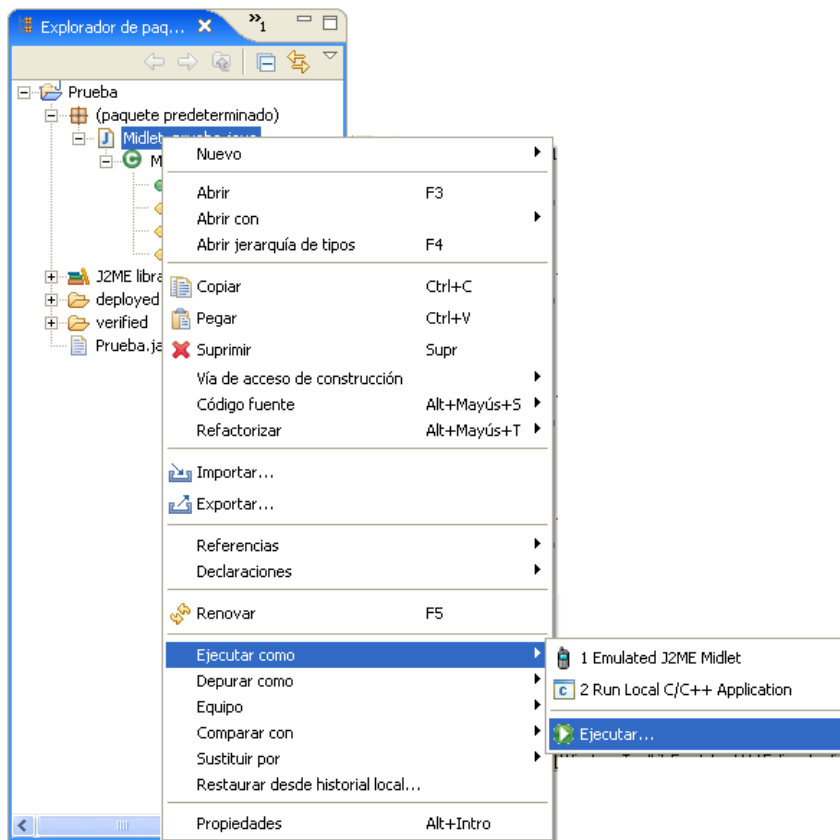 Explorador de paq...
»1
Prueba
(paquete predeterminado)
J2ME libra
deployed
verified
Prueba.ja
Nuevo
Abrir F3
Abrir con
Abrir jerarquía de tipos F4
Copiar Ctrl+C
Pegar Ctrl+V
Suprimir Supr
Vía de acceso de construcción
Código fuente Alt+Mayús+S
Refactorizar Alt+Mayús+T
Importar...
Exportar...
Referencias
Declaraciones
Renovar F5
Ejecutar como
Depurar como
Equipo
Comparar con
Sustituir por
Restaurar desde historial local...
Propiedades Alt+Intro
1 Emulated J2ME Midlet
2 Run Local C/C++ Application
Ejecutar...